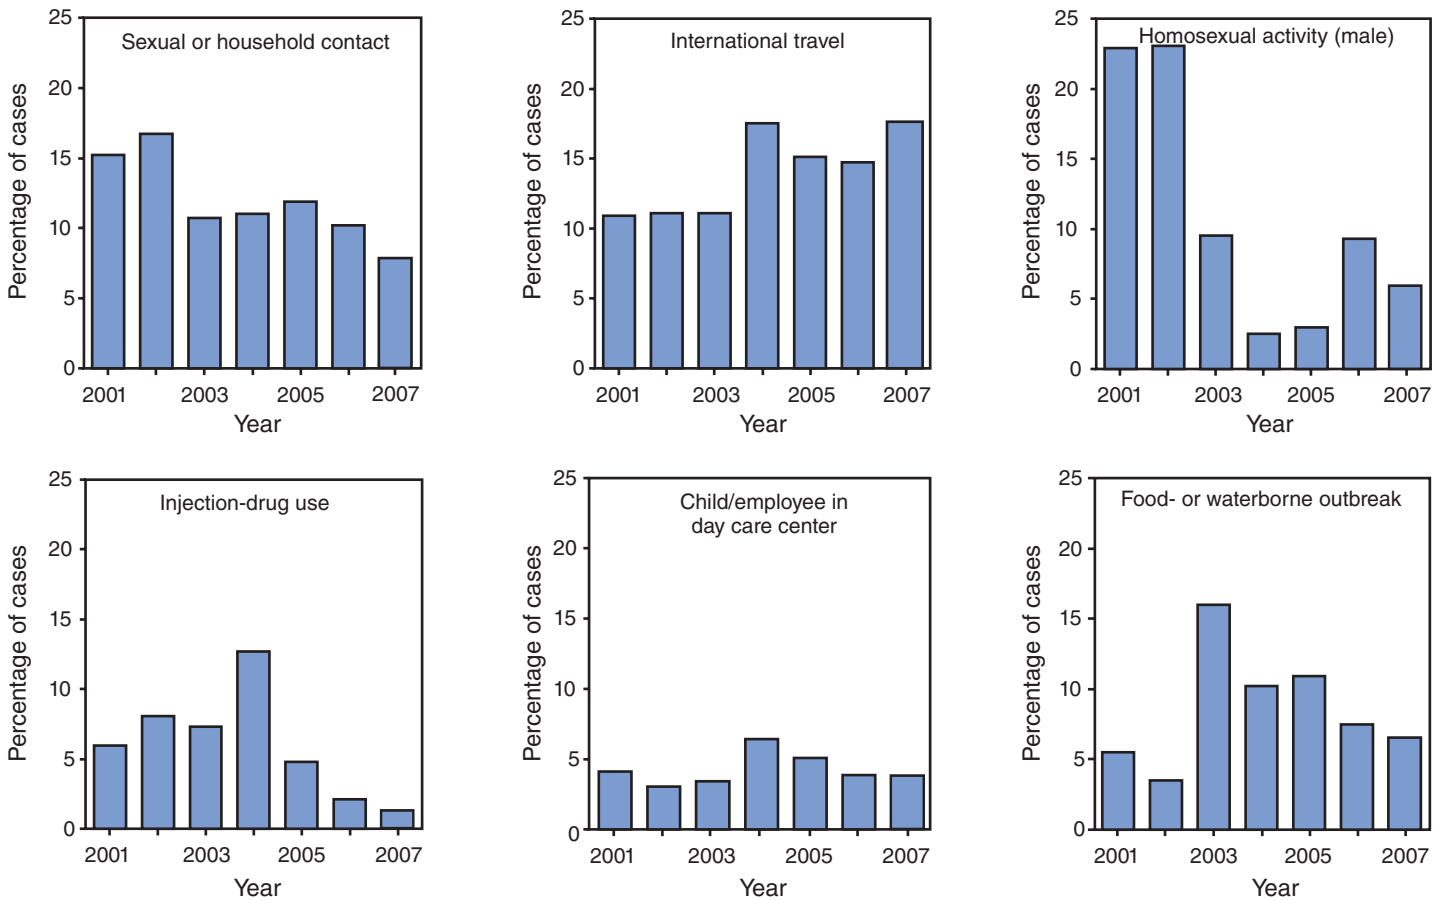 Sexual or household contact
Percentage of cases
25
20
15
10
5
0
2001 2003 2005 2007
Year
International travel
Percentage of cases
25
20
15
10
5
0
2001 2003 2005 2007
Year
Homosexual activity (male)
Percentage of cases
25
20
15
10
5
0
2001 2003 2005 2007
Year
Injection-drug use
Percentage of cases
25
20
15
10
5
0
2001 2003 2005 2007
Year
Child/employee in
day care center
Percentage of cases
25
20
15
10
5
0
2001 2003 2005 2007
Year
Food- or waterborne outbreak
Percentage of cases
25
20
15
10
5
0
2001 2003 2005 2007
Year